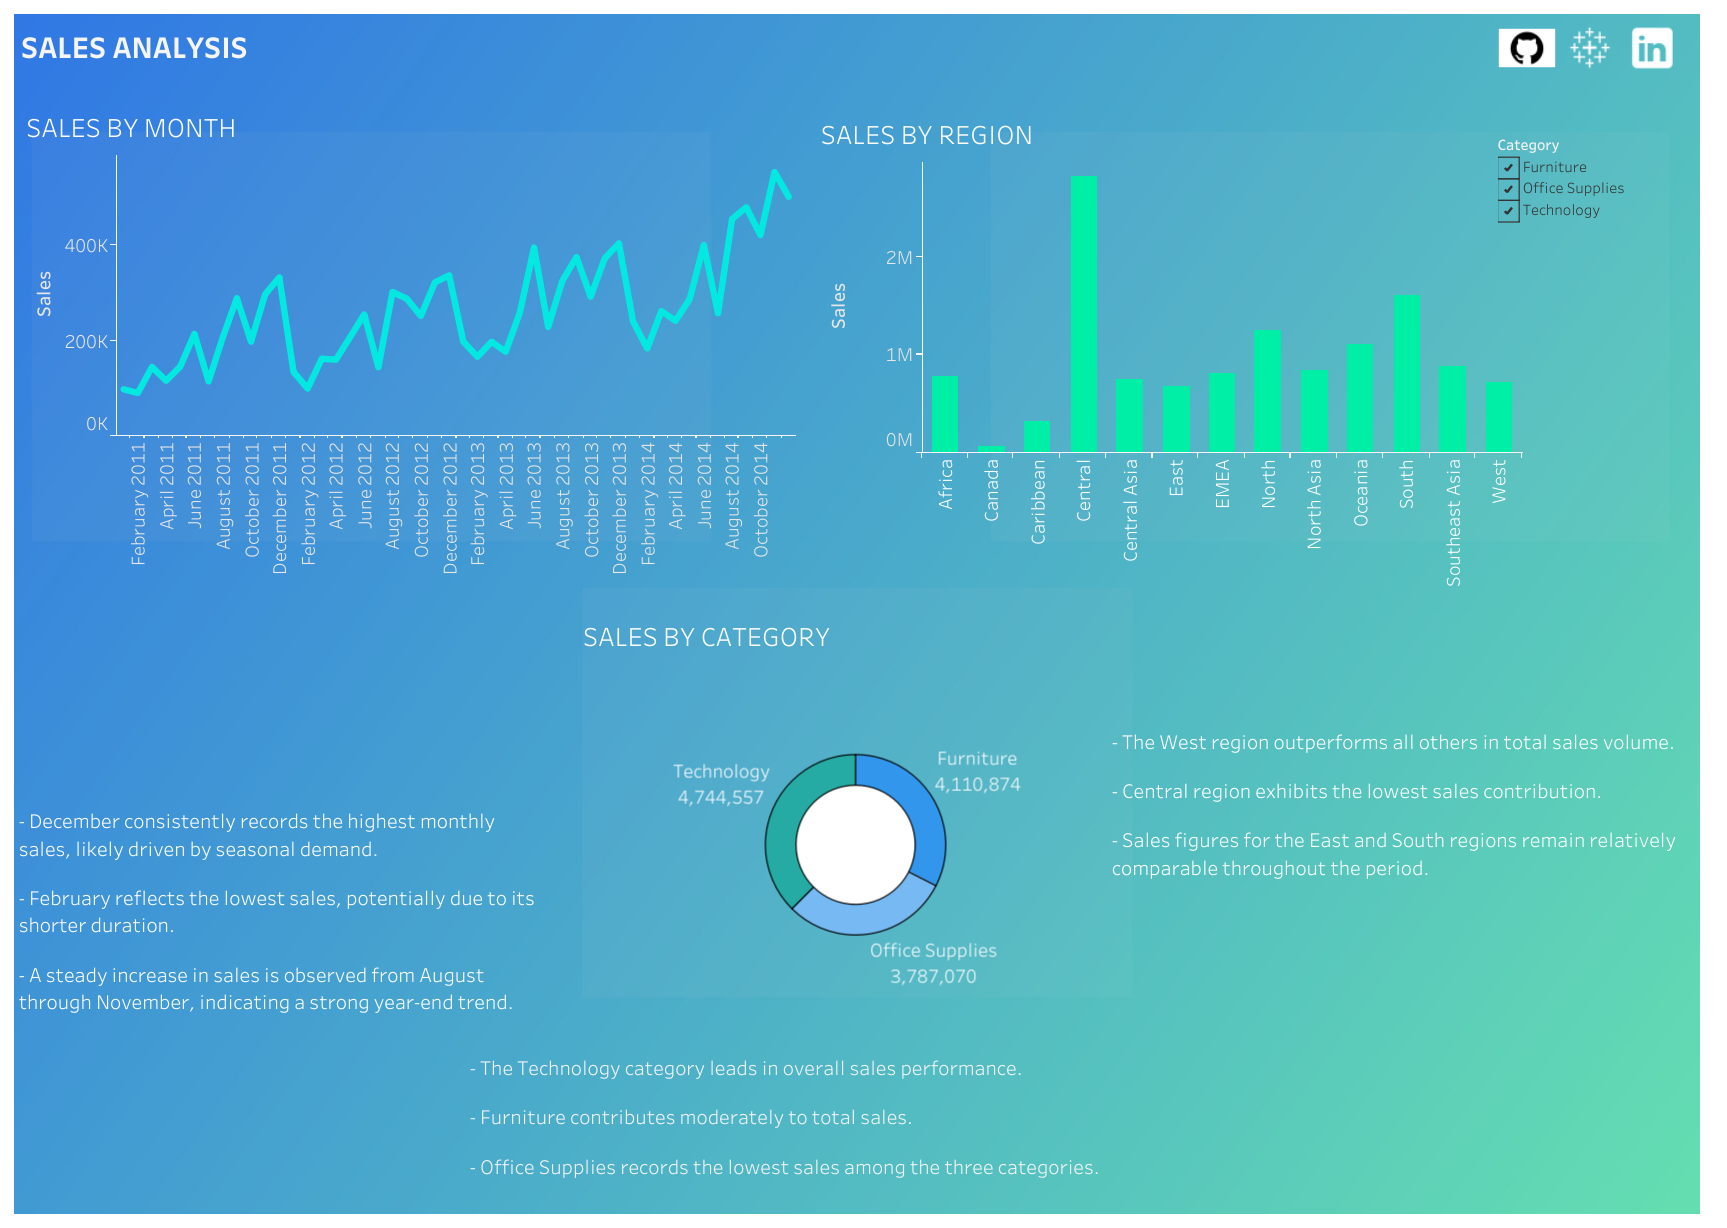 SALES ANALYSIS
in
SALES BY MONTH
Sales
400K
200K
0K
February 2011
April 2011
June 2011
August 2011
October 2011
December 2011
February 2012
April 2012
June 2012
August 2012
October 2012
December 2012
February 2013
April 2013
June 2013
August 2013
October 2013
December 2013
February 2014
April 2014
June 2014
August 2014
October 2014
SALES BY REGION
Sales
2M
1M
0M
Africa
Canada
Caribbean
Central
Central Asia
East
EMEA
North
North Asia
Oceania
South
Southeast Asia
West
Category
Furniture
Office Supplies
Technology
SALES BY CATEGORY
Technology
4,744,557
Furniture
4,110,874
Office Supplies
3,787,070
- December consistently records the highest monthly
sales, likely driven by seasonal demand.
- February reflects the lowest sales, potentially due to its
shorter duration.
- A steady increase in sales is observed from August
through November, indicating a strong year-end trend.
- The West region outperforms all others in total sales volume.
- Central region exhibits the lowest sales contribution.
- Sales figures for the East and South regions remain relatively
comparable throughout the period.
- The Technology category leads in overall sales performance.
- Furniture contributes moderately to total sales.
- Office Supplies records the lowest sales among the three categories.